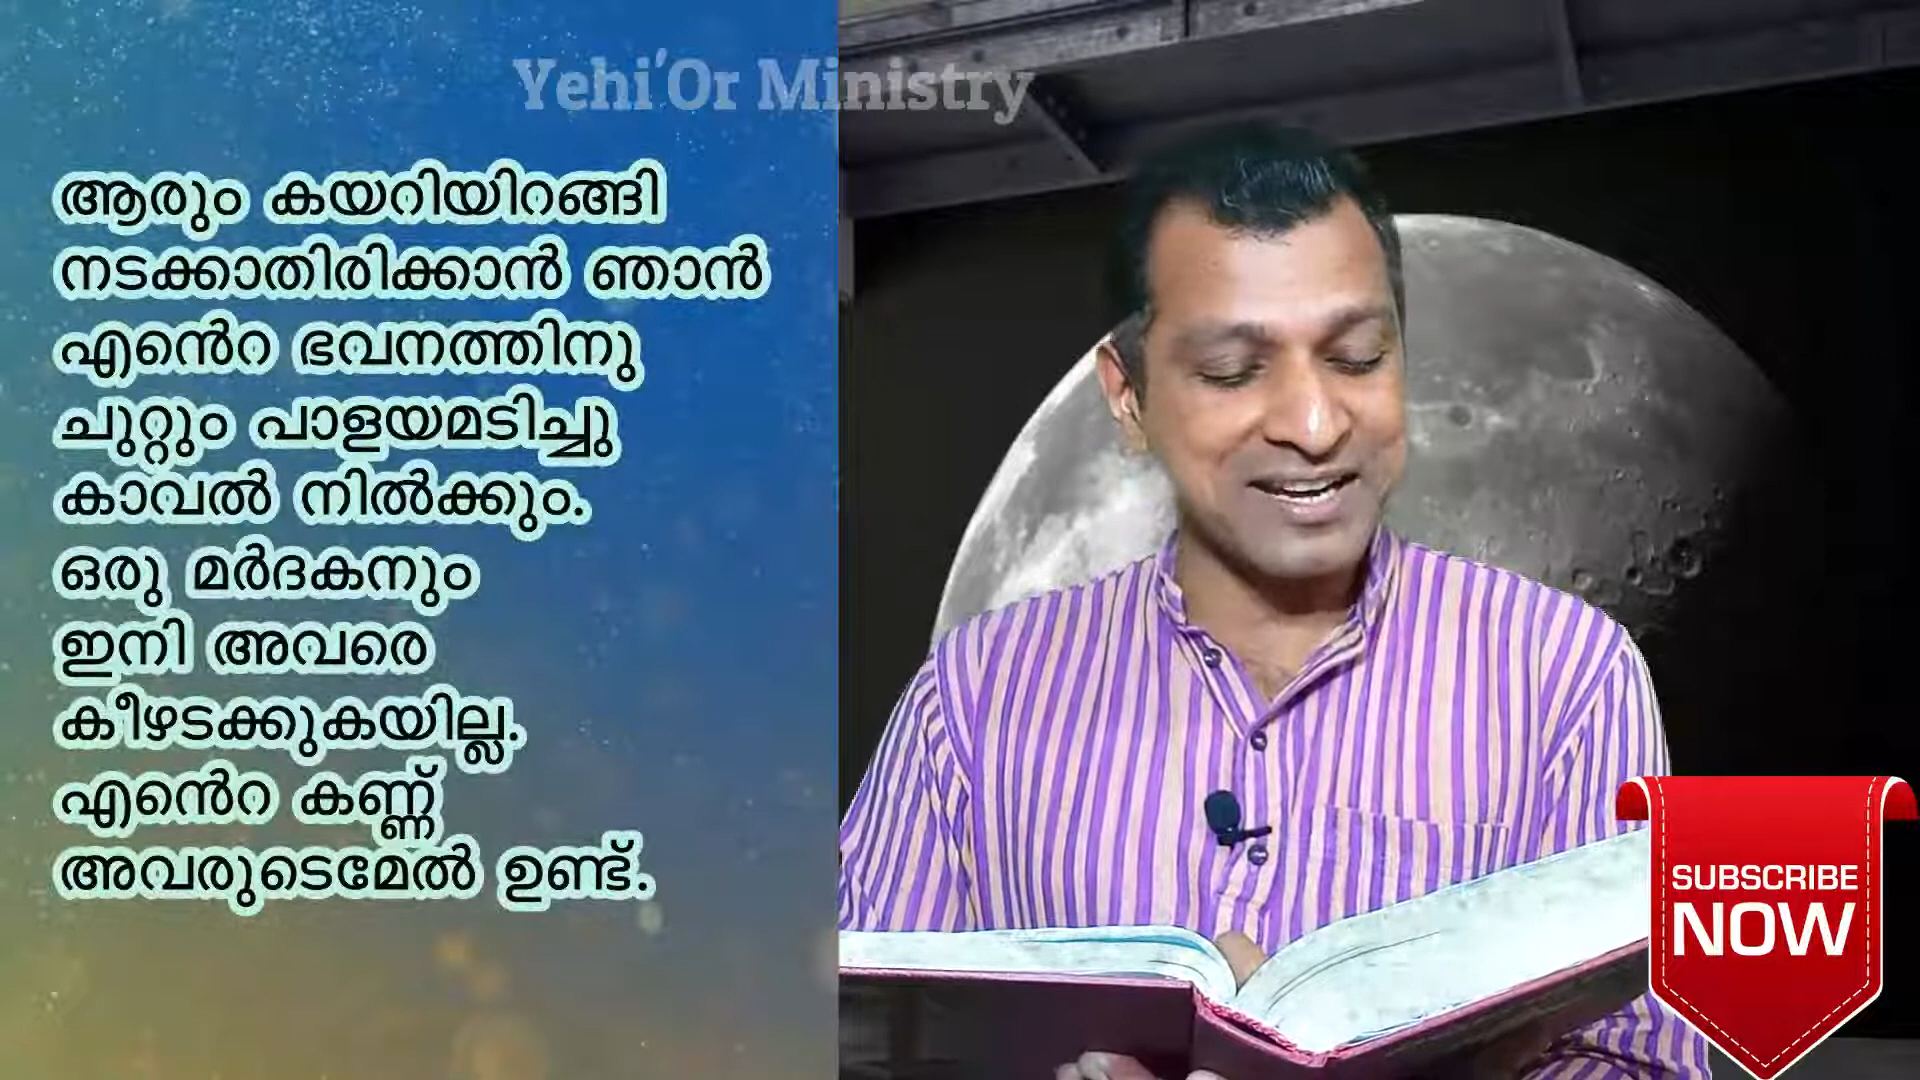 Yehi'Or Ministry
ആരും കയറിയിറങ്ങി
നടക്കാതിരിക്കാൻ ഞാൻ
എൻെറ ഭവനത്തിനു
ചുറ്റും പാളയമടിച്ചു
കാവൽ നിൽക്കും.
ഒരു മർദകനും
ഇനി അവരെ
കീഴടക്കുകയില്ല.
എൻെറ കണ്ണ്
അവരുടെമേൽ ഉണ്ട്.
SUBSCRIBE
NOW